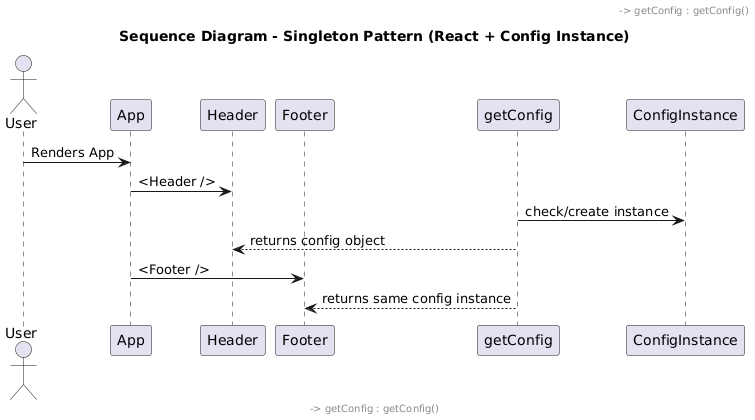 -> getConfig : getConfig()
Sequence Diagram - Singleton Pattern (React + Config Instance)
User
App
Header
Footer
getConfig
ConfigInstance
Renders App
<Header />
check/create instance
returns config object
<Footer />
returns same config instance
User
App
Header
Footer
getConfig
ConfigInstance
-> getConfig : getConfig()